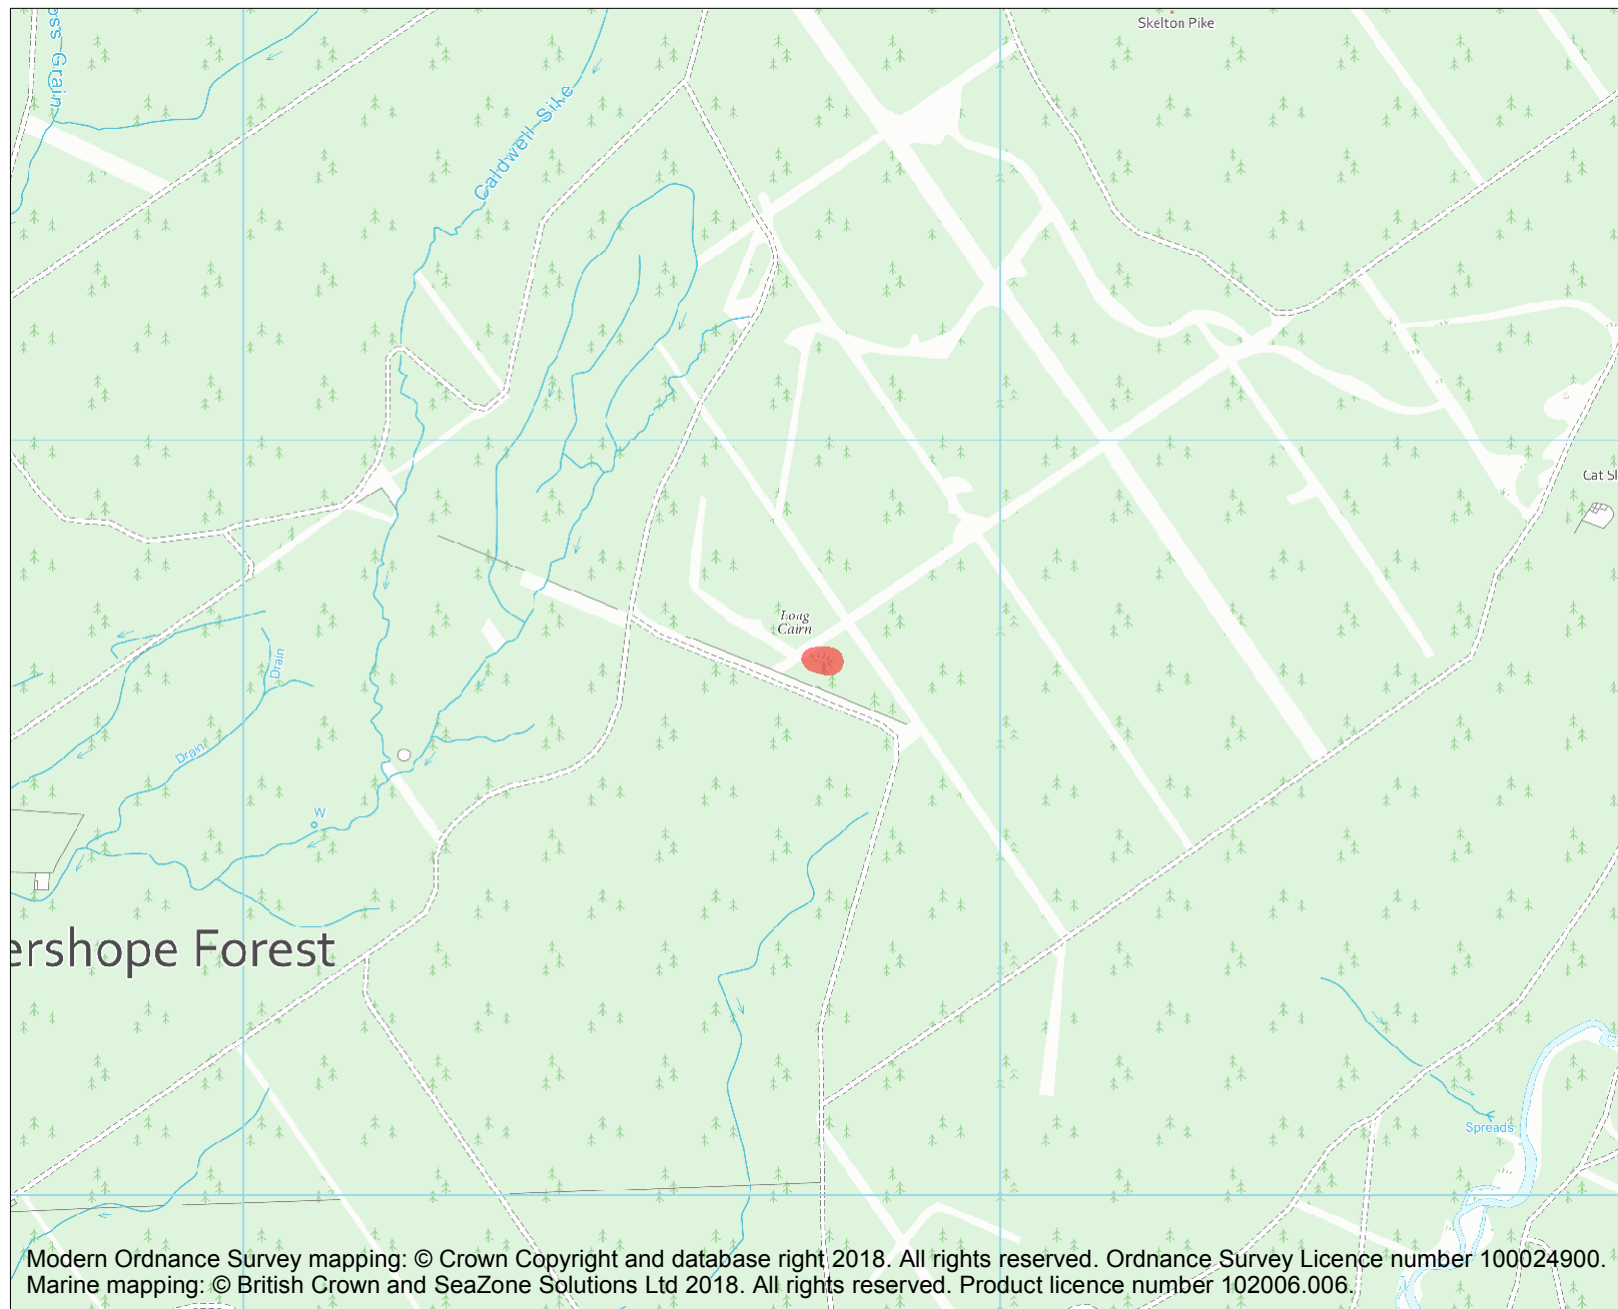 Skelton Pike
oss Grain
Caldwell Sike
Cat Sk
Long
Cairn
Drain
Drain
W
ershope Forest
Spreads
Modern Ordnance Survey mapping: © Crown Copyright and database right 2018. All rights reserved. Ordnance Survey Licence number 100024900.
Marine mapping: © British Crown and SeaZone Solutions Ltd 2018. All rights reserved. Product licence number 102006.006.